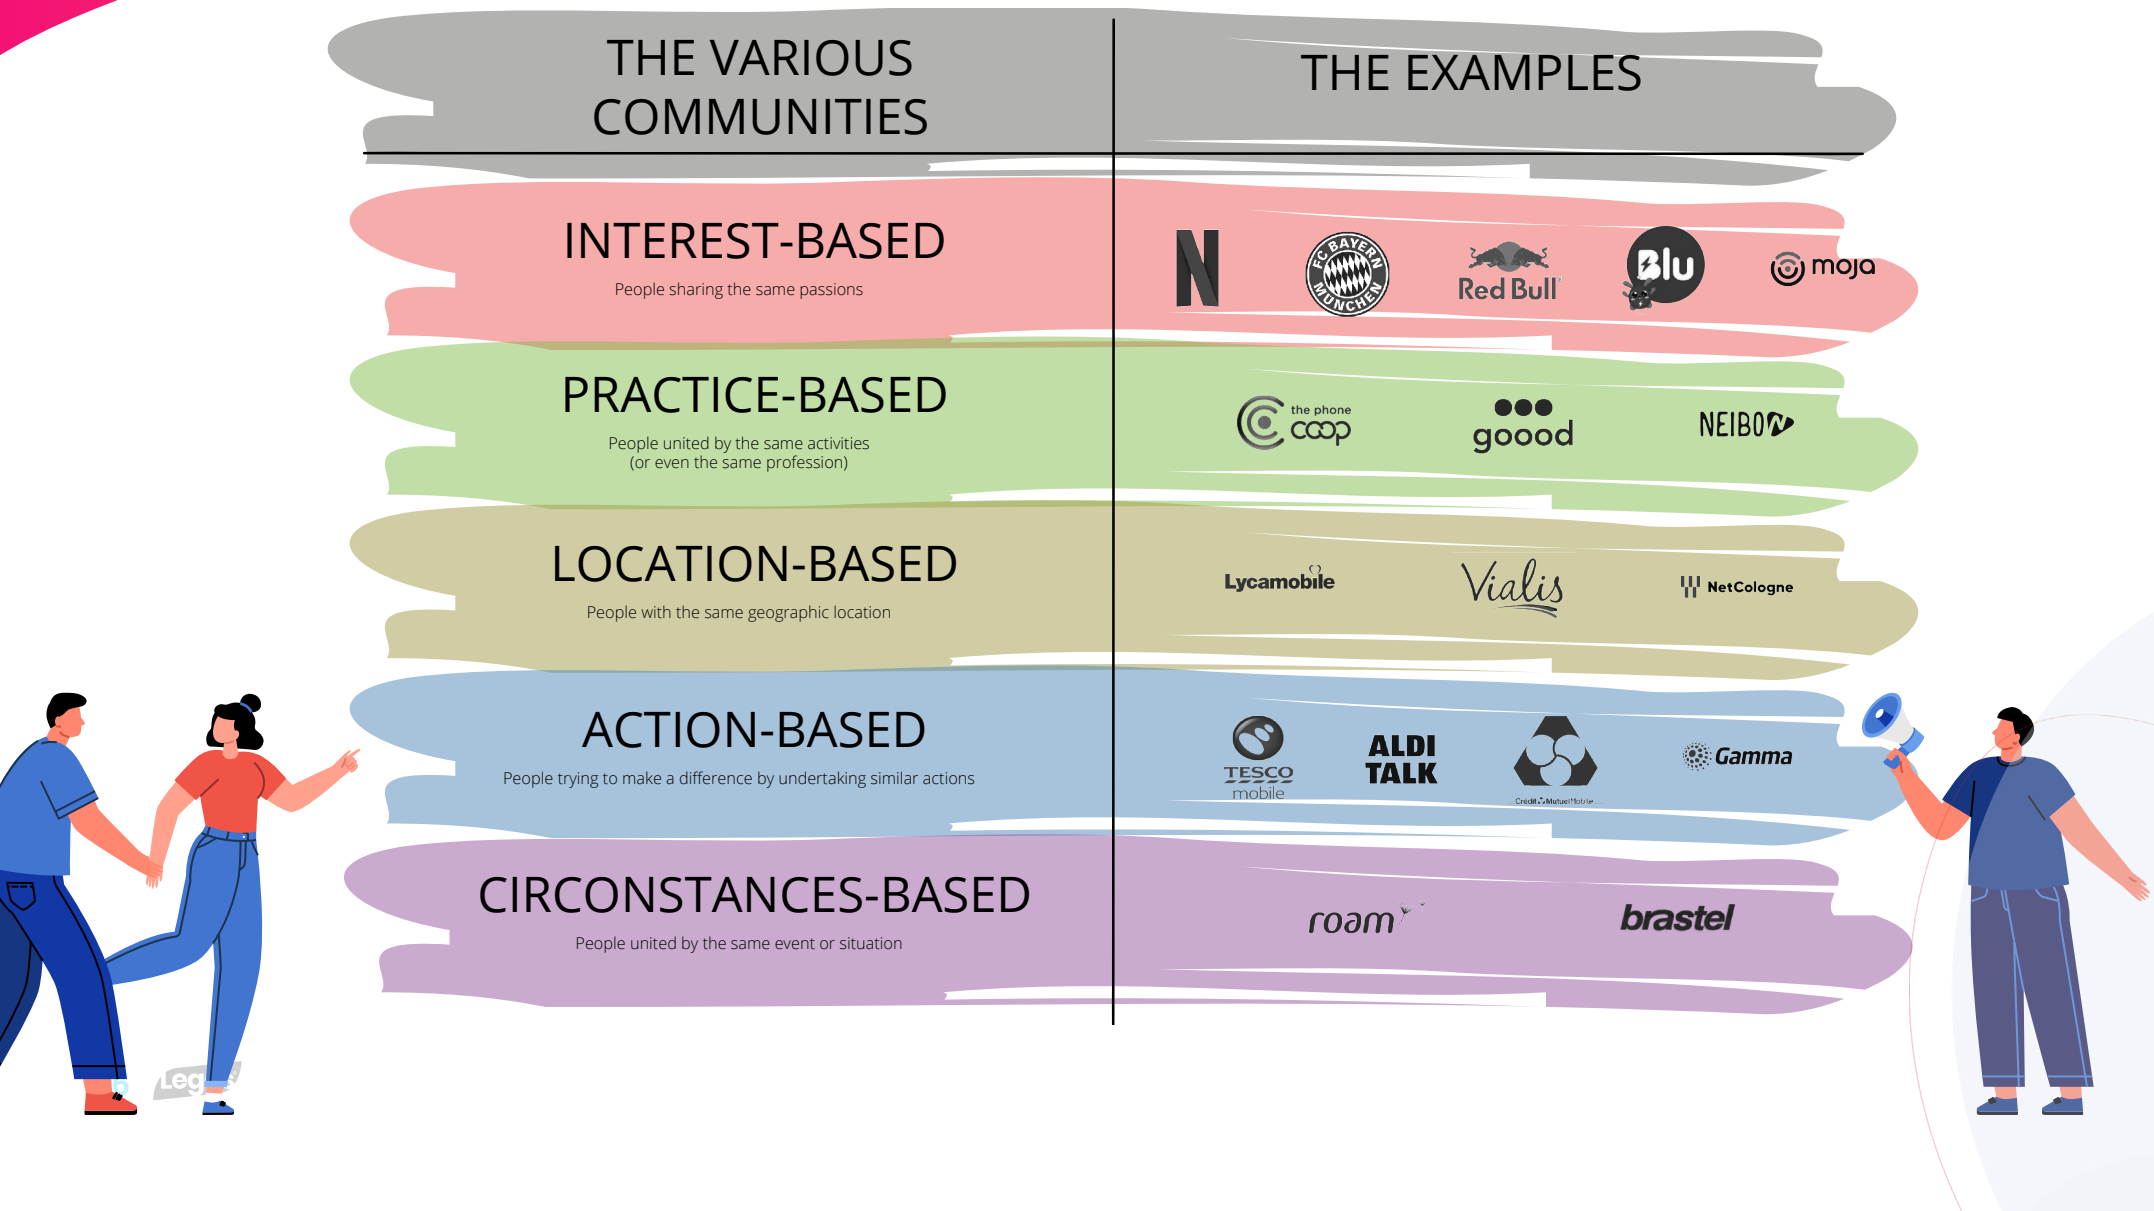 THE VARIOUS
COMMUNITIES
THE EXAMPLES
INTEREST-BASED
People sharing the same passions
N
FC BAYERN
MÜNCHEN
Red Bull
Blu
moja
PRACTICE-BASED
People united by the same activities
(or even the same profession)
the phone
coop
goood
NEIBO
LOCATION-BASED
People with the same geographic location
Lycamobile
Vialis
NetCologne
ACTION-BASED
People trying to make a difference by undertaking similar actions
TESCO
mobile
ALDI
TALK
Crédit Mutuel Mobile
Gamma
CIRCONSTANCES-BASED
People united by the same event or situation
roam
brastel